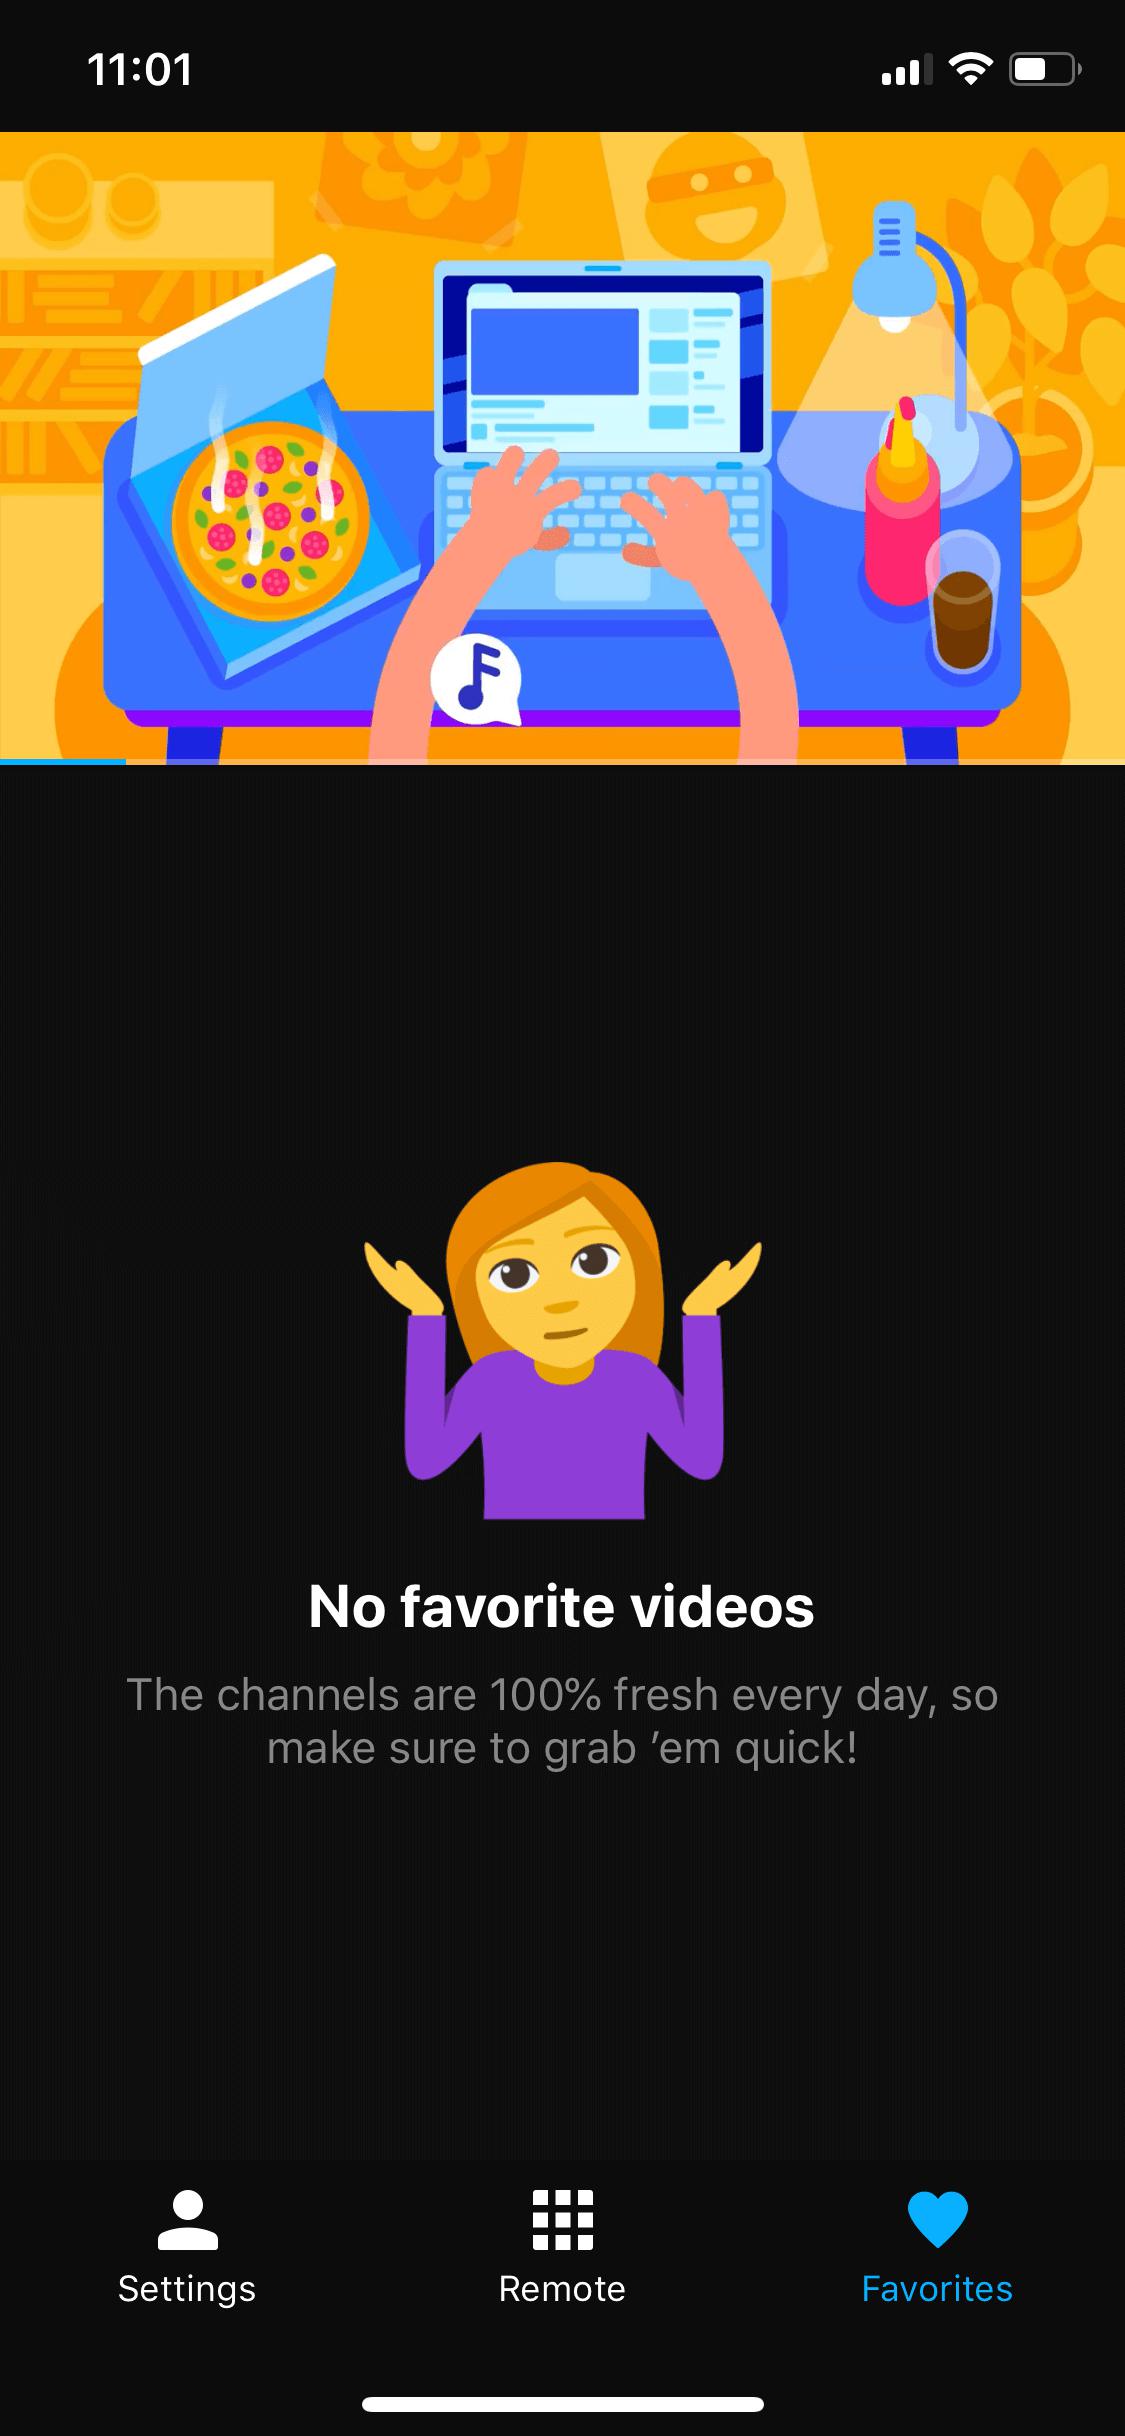 11:01
No favorite videos
The channels are 100% fresh every day, so
make sure to grab ’em quick!
Settings
Remote
Favorites